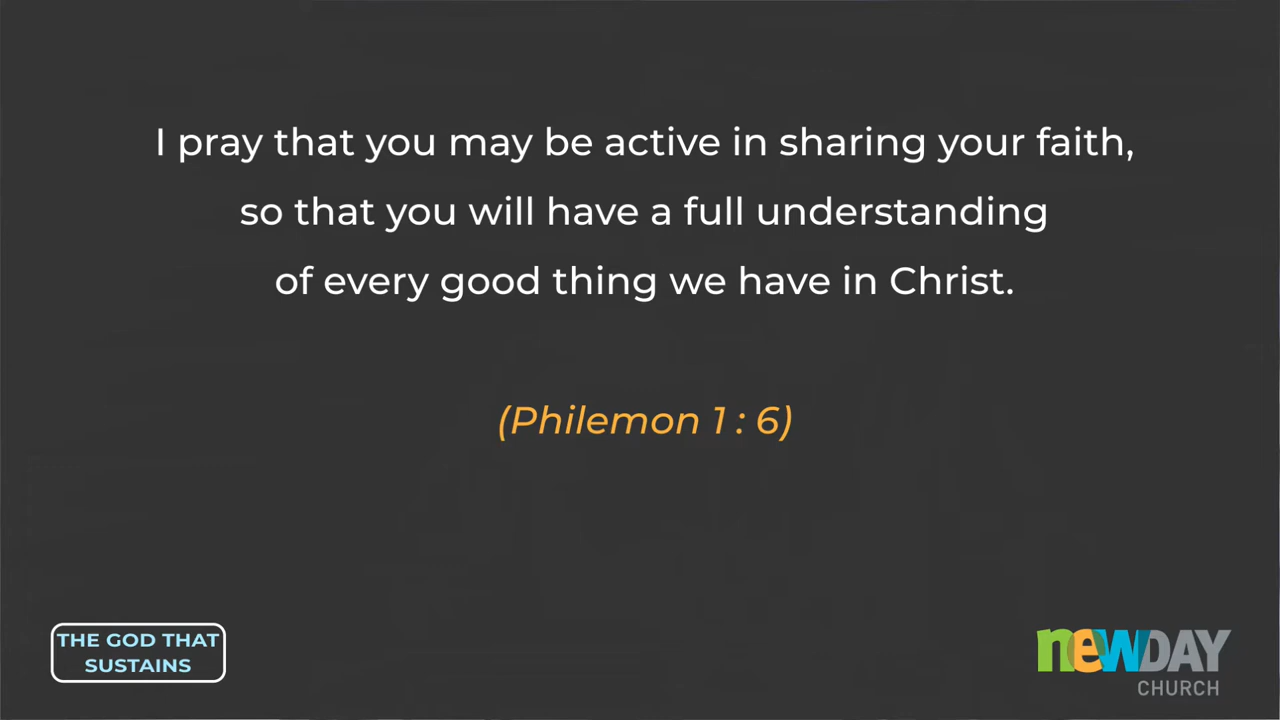 I pray that you may be active in sharing your faith,
so that you will have a full understanding
of every good thing we have in Christ.
(Philemon 1 : 6)
THE GOD THAT
SUSTAINS
newDAY
CHURCH